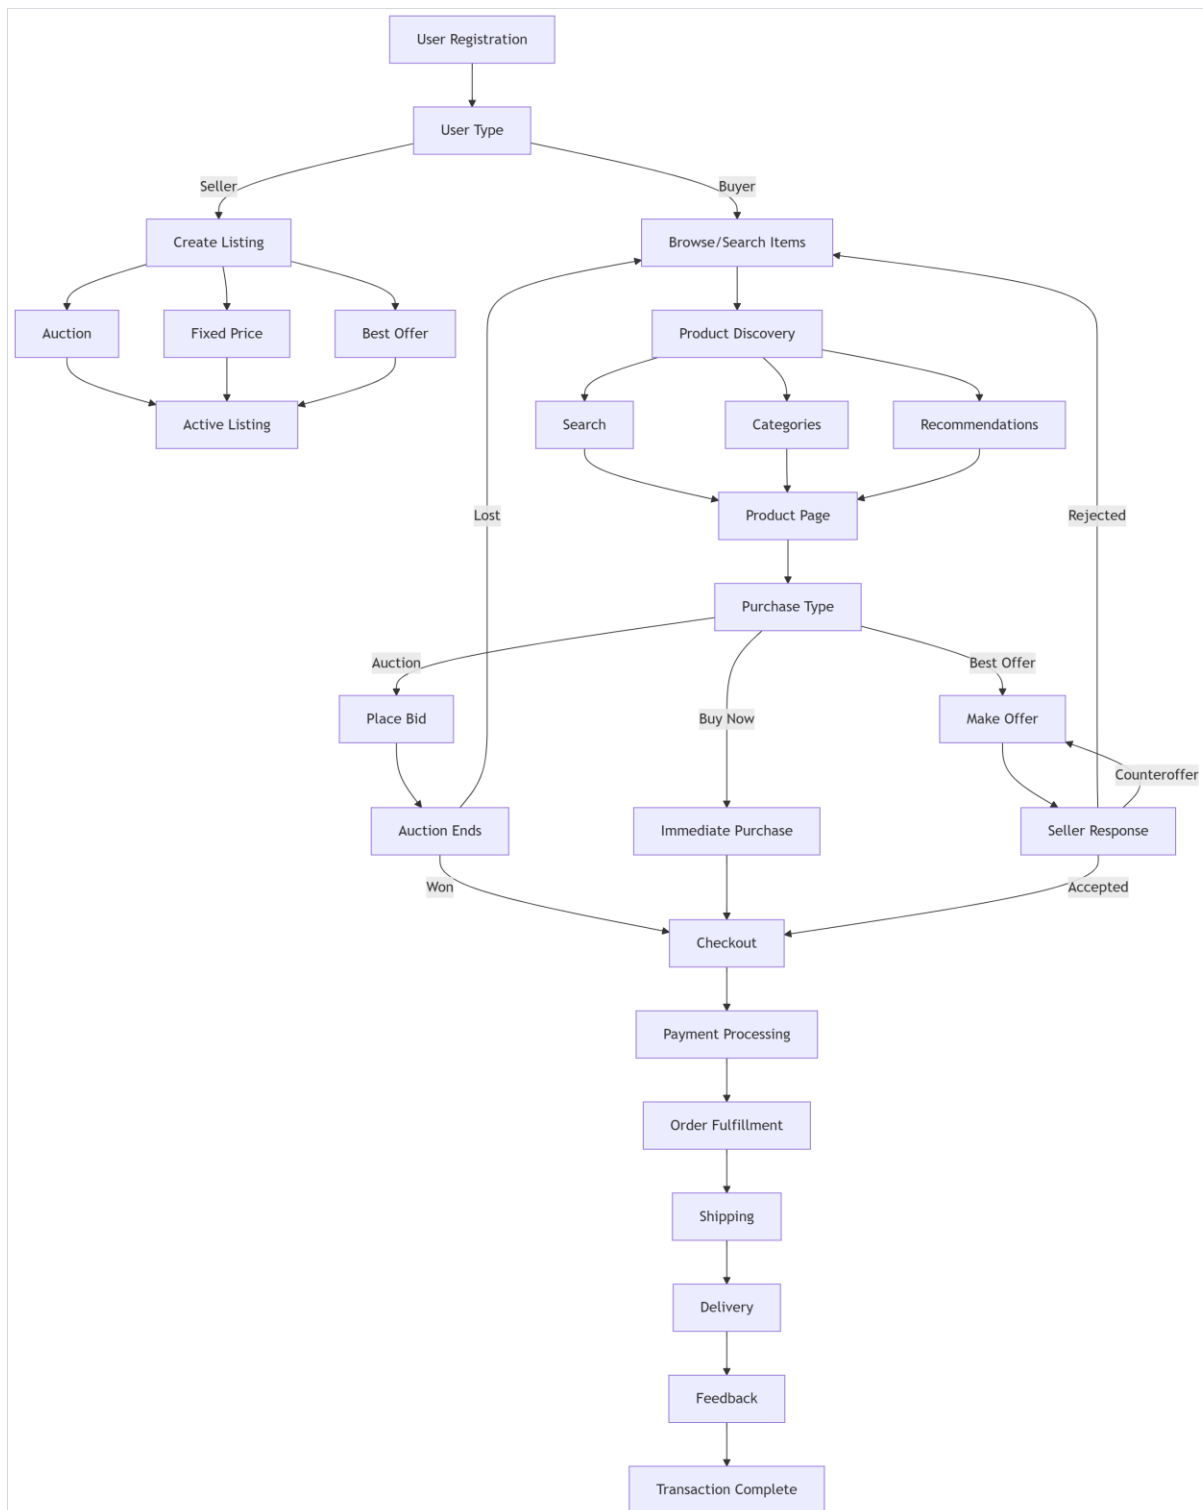 User Registration
User Type
Seller
Buyer
Create Listing
Browse/Search Items
Auction
Fixed Price
Best Offer
Product Discovery
Active Listing
Search
Categories
Recommendations
Lost
Product Page
Rejected
Purchase Type
Auction
Best Offer
Place Bid
Buy Now
Make Offer
Counteroffer
Auction Ends
Immediate Purchase
Seller Response
Won
Accepted
Checkout
Payment Processing
Order Fulfillment
Shipping
Delivery
Feedback
Transaction Complete